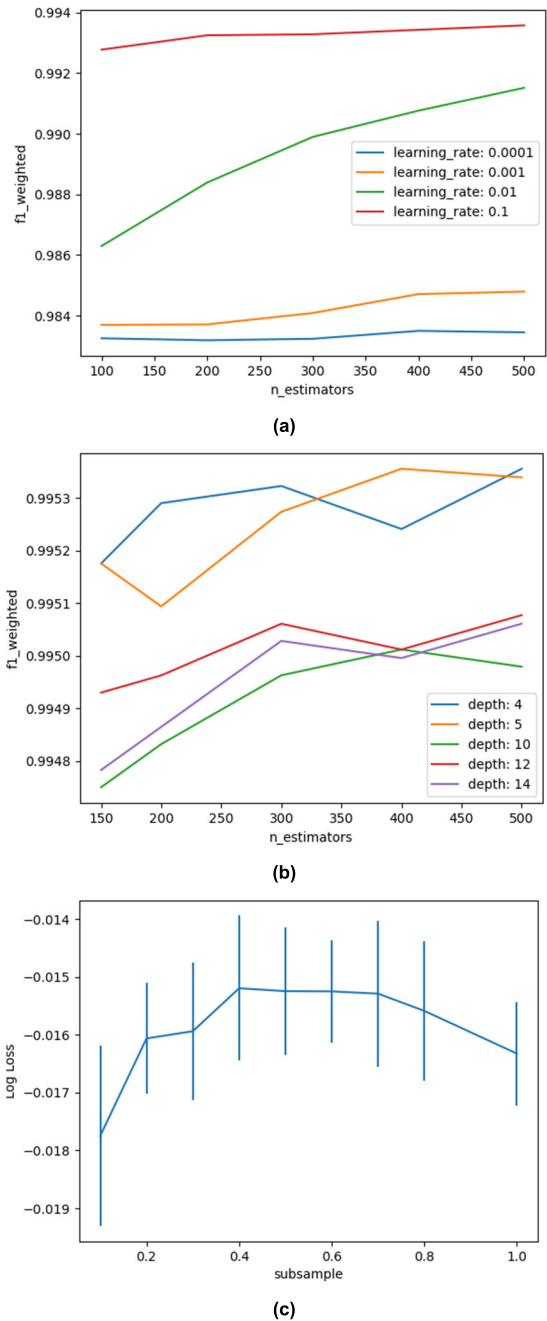 0.994
0.992
0.990
0.988
0.986
0.984
f1_weighted
learning_rate: 0.0001
learning_rate: 0.001
learning_rate: 0.01
learning_rate: 0.1
100 150 200 250 300 350 400 450 500
n_estimators
(a)
0.9953
0.9952
0.9951
0.9950
0.9949
0.9948
f1_weighted
depth: 4
depth: 5
depth: 10
depth: 12
depth: 14
150 200 250 300 350 400 450 500
n_estimators
(b)
−0.014
−0.015
−0.016
−0.017
−0.018
−0.019
Log Loss
0.2 0.4 0.6 0.8 1.0
subsample
(c)